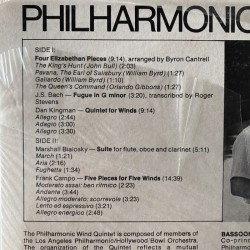 PHILHARMONIC
SIDE I:
Four Elizabethan Pieces (9:14), arranged by Byron Cantrell
The King's Hunt (John Bull) (2:03)
Pavana, The Earl of Salisbury (William Byrd) (1:27)
Galiardo (William Byrd) (1:10)
The Queen's Command (Orlando Gibbons) (1:27)
J.S. Bach — Fugue in G minor (3:20), transcribed by Roger
Stevens
Dan Kingman — Quintet for Winds (9:14)
Allegro (2:44)
Adagio (3:00)
Allegro (3:30)
SIDE II:
Marshall Bialosky — Suite for flute, oboe and clarinet (5:11)
March (1:21)
Aria (2:16)
Fughetta (1:34)
Frank Campo — Five Pieces for Five Winds (14:39)
Moderato assai: ben ritmico (2:30)
Andante (3:22)
Allegro moderato: scorrevole (3:23)
Lento ed espressivo (3:21)
Allegro energico (2:48)
The Philharmonic Wind Quintet is composed of members of
the Los Angeles Philharmonic/Hollywood Bowl Orchestra.
The organization of the Quintet reflects a mutual
BASSOON
Co-prin